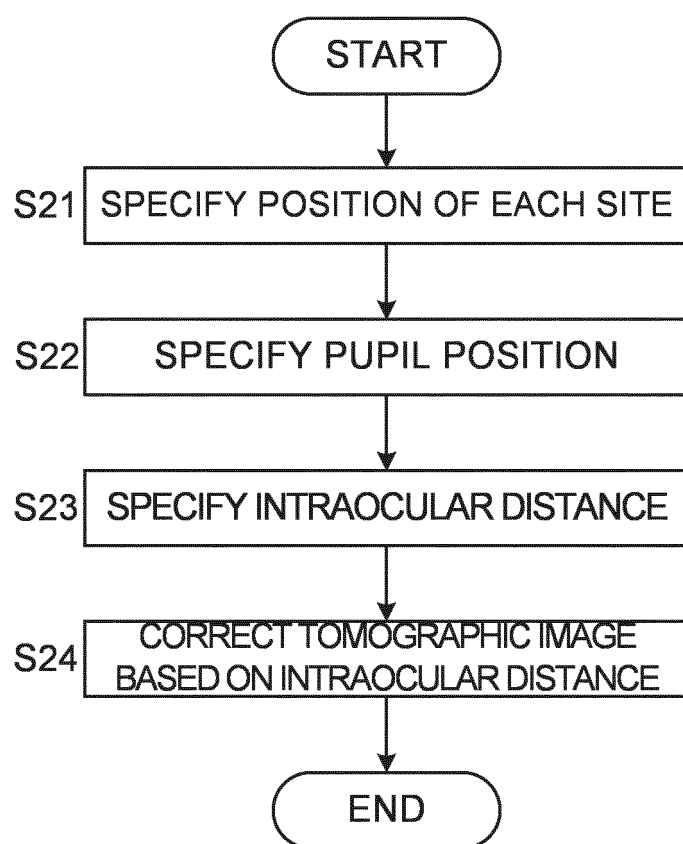 START
S21 SPECIFY POSITION OF EACH SITE
S22 SPECIFY PUPIL POSITION
S23 SPECIFY INTRAOCULAR DISTANCE
S24 CORRECT TOMOGRAPHIC IMAGE
BASED ON INTRAOCULAR DISTANCE
END